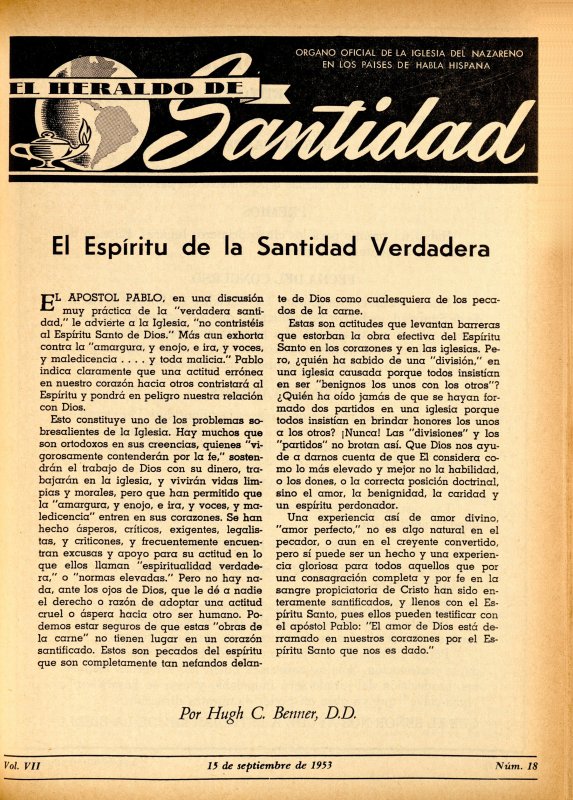 ORGANO OFICIAL DE LA IGLESIA DEL NAZARENO
EN LOS PAISES DE HABLA HISPANA
EL HERALDO DE
Santidad
El Espíritu de la Santidad Verdadera
EL APOSTOL PABLO, en una discusión
muy práctica de la "verdadera santi-
dad," le advierte a la Iglesia, "no contristéis
al Espíritu Santo de Dios." Más aun exhorta
contra la "amargura, y enojo, e ira, y voces,
y maledicencia . . . . y toda malicia." Pablo
indica claramente que una actitud errónea
en nuestro corazón hacia otros contristará al
Espíritu y pondrá en peligro nuestra relación
con Dios.
Esto constituye uno de los problemas so-
bresalientes de la Iglesia. Hay muchos que
son ortodoxos en sus creencias, quienes "vi-
gorosamente contenderán por la fe," sosten-
drán el trabajo de Dios con su dinero, tra-
bajarán en la iglesia, y vivirán vidas lim-
pias y morales, pero que han permitido que
la "amargura, y enojo, e ira, y voces, y ma-
ledicencia" entren en sus corazones. Se han
hecho ásperos, críticos, exigentes, legalis-
tas, y criticones, y frecuentemente encuen-
tran excusas y apoyo para su actitud en lo
que ellos llaman "espiritualidad verdade-
ra," o "normas elevadas." Pero no hay na-
da, ante los ojos de Dios, que le dé a nadie
el derecho o razón de adoptar una actitud
cruel o áspera hacia otro ser humano. Po-
demos estar seguros de que estas "obras de
la carne" no tienen lugar en un corazón
santificado. Estos son pecados del espíritu
que son completamente tan nefandos delan-
te de Dios como cualesquiera de los peca-
dos de la carne.
Estas son actitudes que levantan barreras
que estorban la obra efectiva del Espíritu
Santo en los corazones y en las iglesias. Pe-
ro, ¿quién ha sabido de una "división," en
una iglesia causada porque todos insistían
en ser "benignos los unos con los otros"?
¿Quién ha oído jamás de que se hayan for-
mado dos partidos en una iglesia porque
todos insistían en brindar honores los unos
a los otros? ¡Nunca! Las "divisiones" y los
"partidos" no brotan así. Que Dios nos ayu-
de a darnos cuenta de que El considera co-
mo lo más elevado y mejor no la habilidad,
o los dones, o la correcta posición doctrinal,
sino el amor, la benignidad, la caridad y
un espíritu perdonador.
Una experiencia así de amor divino,
"amor perfecto," no es algo natural en el
pecador, o aun en el creyente convertido,
pero sí puede ser un hecho y una experien-
cia gloriosa para todos aquellos que por
una consagración completa y por fe en la
sangre propiciatoria de Cristo han sido en-
teramente santificados, y llenos con el Es-
píritu Santo, pues ellos pueden testificar con
el apóstol Pablo: "El amor de Dios está de-
rramado en nuestros corazones por el Es-
píritu Santo que nos es dado."
Por Hugh C. Benner, D.D.
Vol. VII 15 de septiembre de 1953 Núm. 18